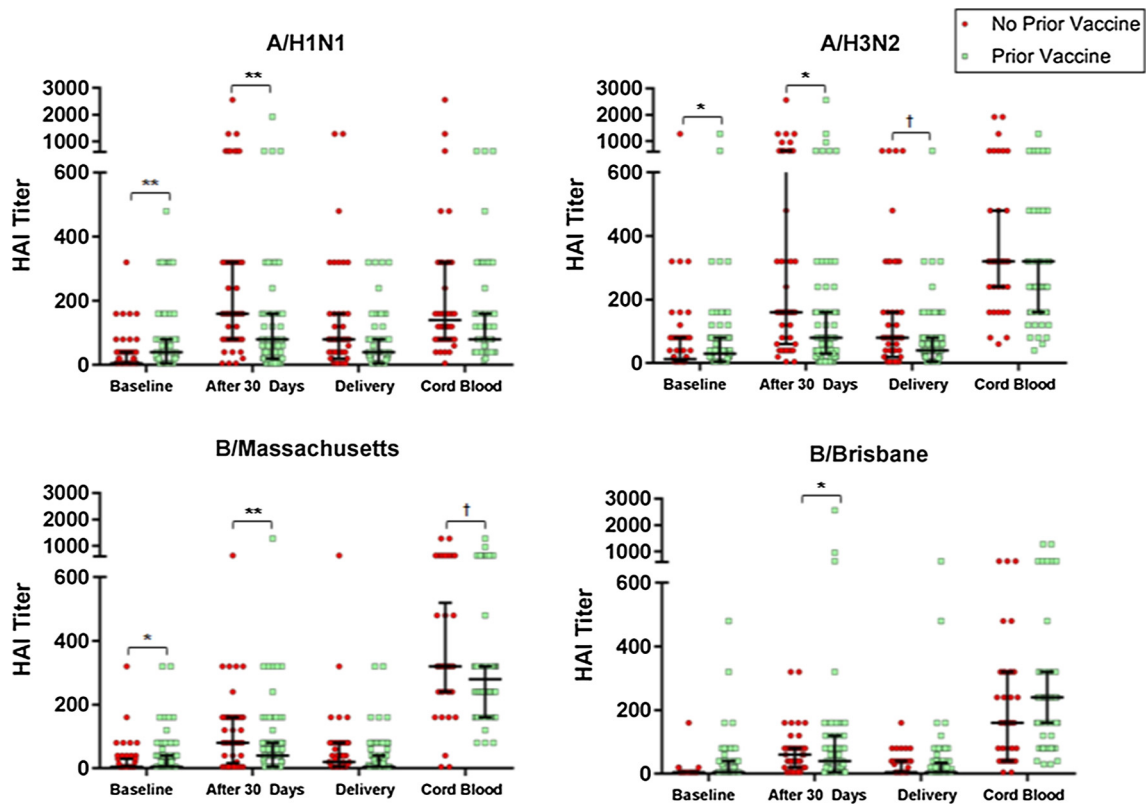 No Prior Vaccine
Prior Vaccine
A/H1N1
HAI Titer
3000
2000
1000
600
400
200
0
**
**
Baseline
After 30 Days
Delivery
Cord Blood
A/H3N2
HAI Titer
3000
2000
1000
600
400
200
0
*
*
†
Baseline
After 30 Days
Delivery
Cord Blood
B/Massachusetts
HAI Titer
3000
2000
1000
600
400
200
0
*
**
†
Baseline
After 30 Days
Delivery
Cord Blood
B/Brisbane
HAI Titer
3000
2000
1000
600
400
200
0
*
Baseline
After 30 Days
Delivery
Cord Blood